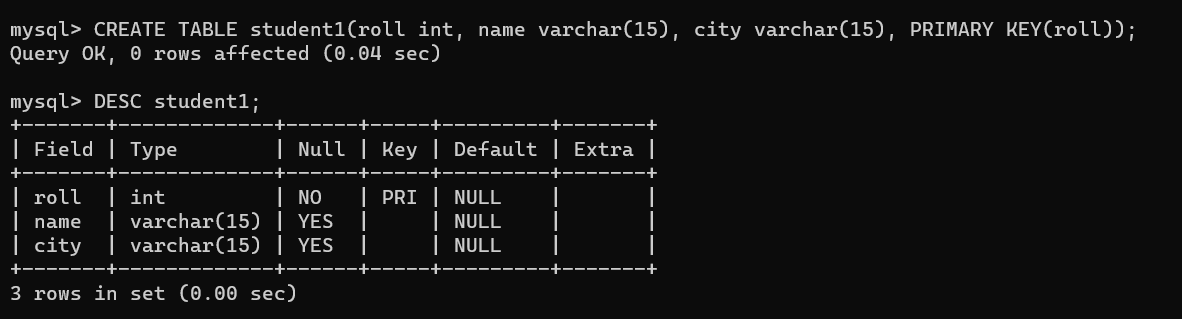 mysql> CREATE TABLE student1(roll int, name varchar(15), city varchar(15), PRIMARY KEY(roll));
Query OK, 0 rows affected (0.04 sec)

mysql> DESC student1;
+-------+-------------+------+-----+---------+-------+
| Field | Type        | Null | Key | Default | Extra |
+-------+-------------+------+-----+---------+-------+
| roll  | int         | NO   | PRI | NULL    |       |
| name  | varchar(15) | YES  |     | NULL    |       |
| city  | varchar(15) | YES  |     | NULL    |       |
+-------+-------------+------+-----+---------+-------+
3 rows in set (0.00 sec)